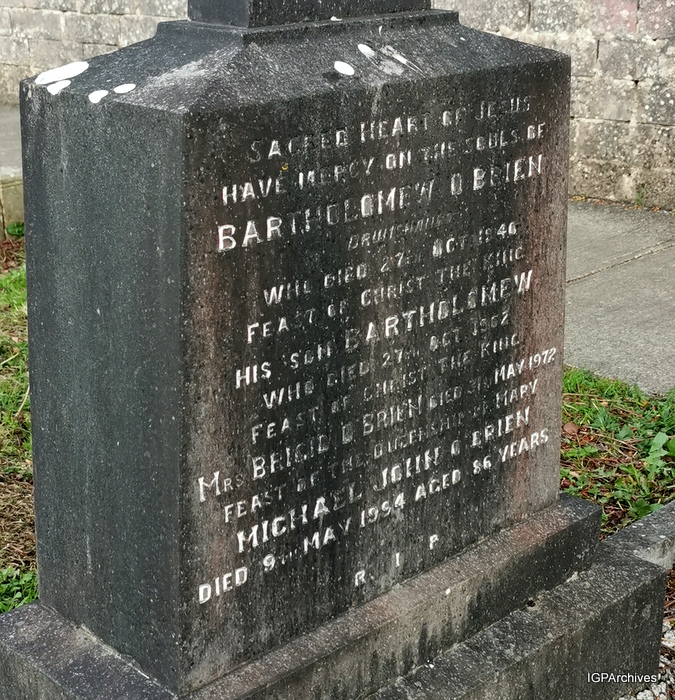 SACRED HEART OF JESUS
HAVE MERCY ON THE SOULS OF
BARTHOLOMEW O BRIEN
DRUISHANE
WHO DIED 27TH OCT 1940
FEAST OF CHRIST THE KING
HIS SON BARTHOLOMEW
WHO DIED 27TH OCT 1962
FEAST OF CHRIST THE KING
MRS BRIGID O BRIEN DIED 31 MAY 1972
FEAST OF THE QUEENSHIP OF MARY
MICHAEL JOHN O BRIEN
DIED 9TH MAY 1994 AGED 86 YEARS
R. I P
IGPArchives